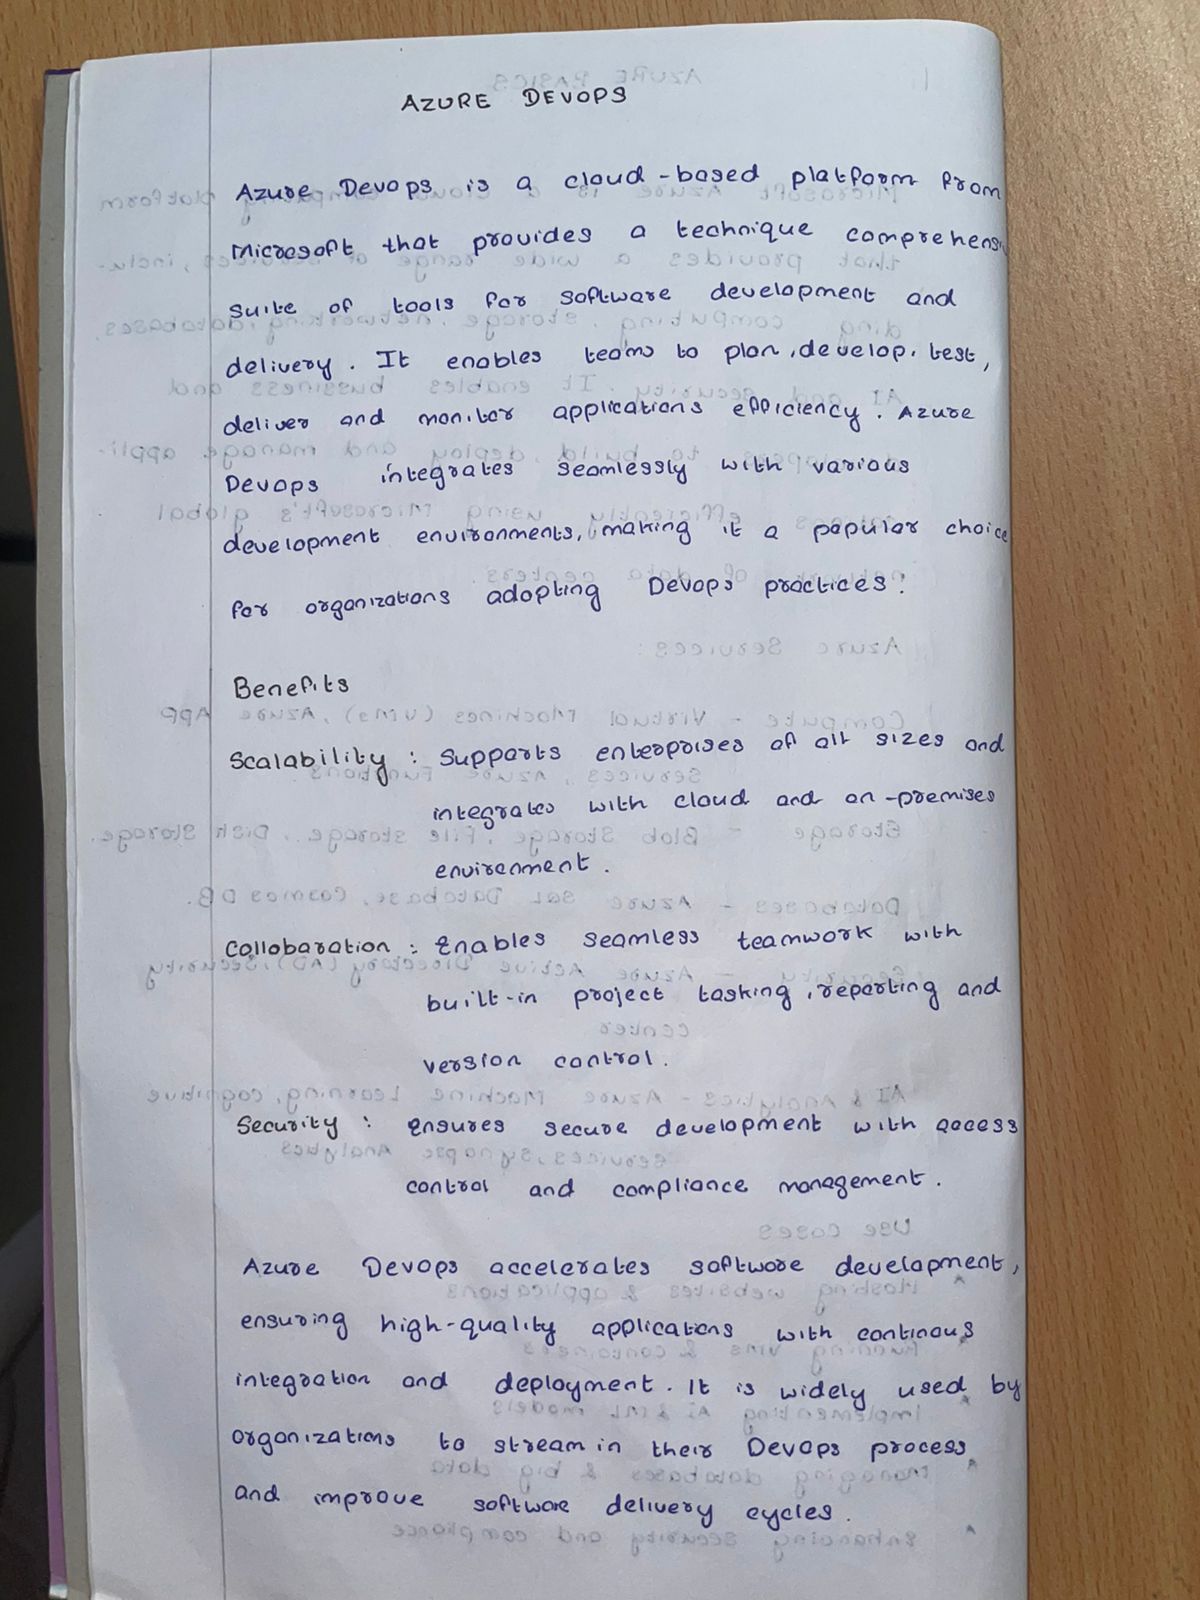 AZURE DEVOPS
Azure Devops is a cloud-based platform from
Microsoft that provides a technique comprehensi
suite of tools for software development and
delivery. It enables teams to plan, develop, test,
deliver and monitor applications efficiency. Azure
Devops integrates seamlessly with various
development environments, making it a popular choice
for organizations adopting Devops practices!
Benefits
Scalability : Supports enterprises of all sizes and
integrates with cloud and on-premises
environment.
Collobaration : Enables seamless teamwork with
built-in project tasking, reporting and
version control.
Security : Ensures secure development with access
control and compliance management.
Azure Devops accelerates software development,
ensuring high-quality applications with continous
integration and deployment. It is widely used by
organizations to stream in their Devops process
and improve software delivery cycles.